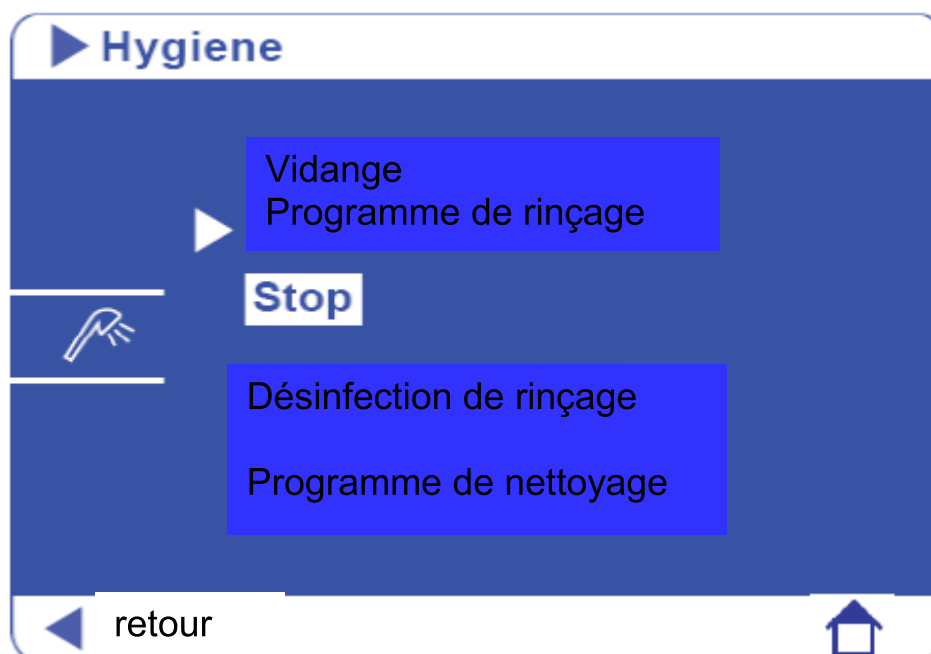 Hygiene
Vidange
Programme de rinçage
Stop
Désinfection de rinçage
Programme de nettoyage
retour